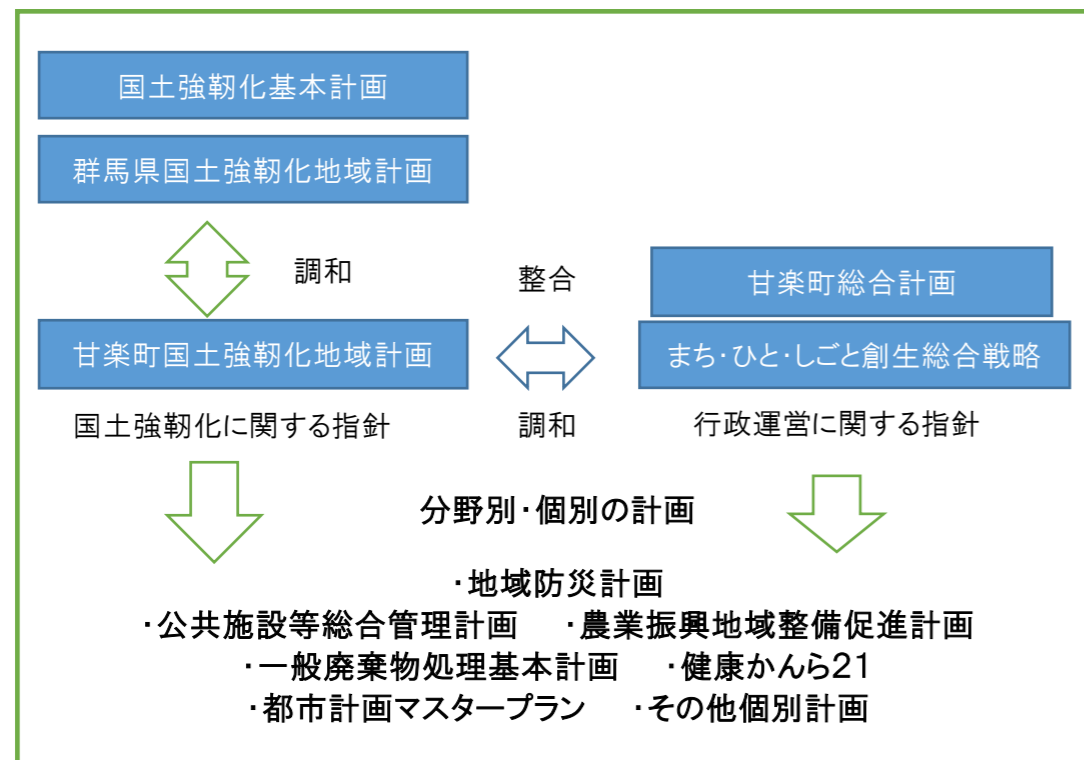 国土強靭化基本計画
群馬県国土強靭化地域計画
調和
整合
甘楽町総合計画
甘楽町国土強靭化地域計画
まち・ひと・しごと創生総合戦略
国土強靭化に関する指針
調和
行政運営に関する指針
分野別・個別の計画
・地域防災計画
・公共施設等総合管理計画 ・農業振興地域整備促進計画
・一般廃棄物処理基本計画 ・健康かんら21
・都市計画マスタープラン ・その他個別計画